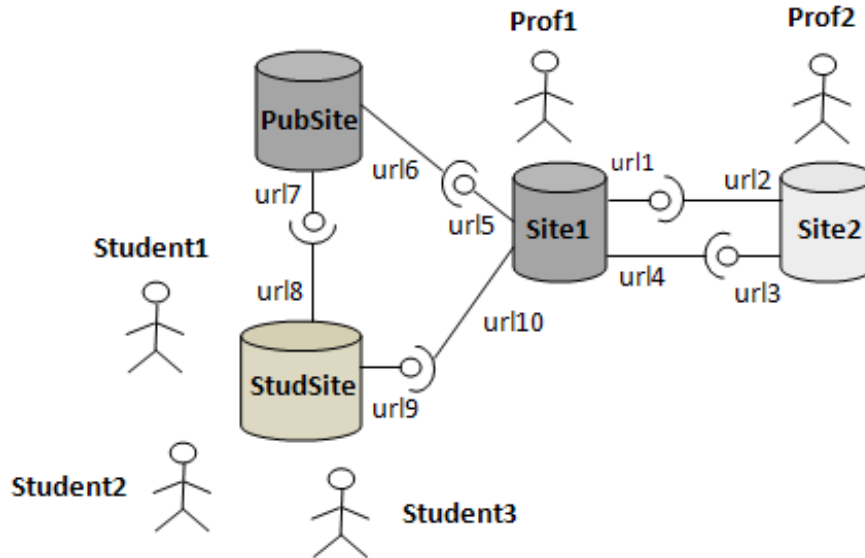 Prof1
Prof2
PubSite
url6
url7
url1
url2
url5
Site1
Site2
Student1
url8
url4
url3
url10
StudSite
url9
Student2
Student3